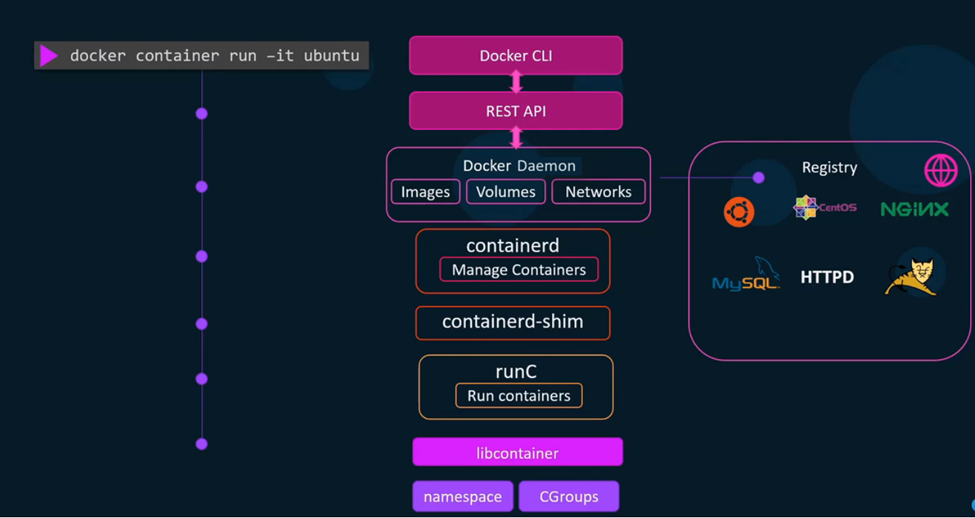 docker container run –it ubuntu
Docker CLI
REST API
Docker Daemon
Images
Volumes
Networks
containerd
Manage Containers
containerd-shim
runC
Run containers
libcontainer
namespace
CGroups
Registry
CentOS
NGiNX
MySQL
HTTPD